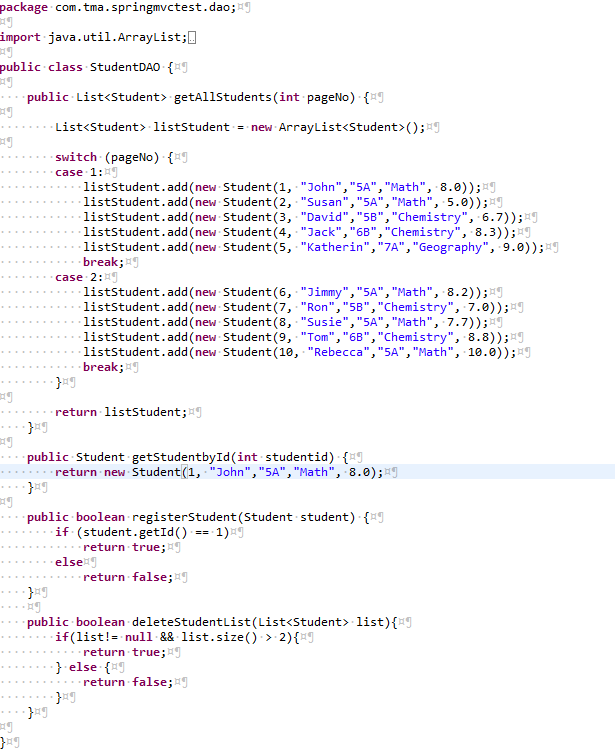 package com.tma.springmvctest.dao;
import java.util.ArrayList;
public class StudentDAO {
public List<Student> getAllStudents(int pageNo) {
List<Student> listStudent = new ArrayList<Student>();
switch (pageNo) {
case 1:
listStudent.add(new Student(1, "John","5A","Math", 8.0));
listStudent.add(new Student(2, "Susan","5A","Math", 5.0));
listStudent.add(new Student(3, "David","5B","Chemistry", 6.7));
listStudent.add(new Student(4, "Jack","6B","Chemistry", 8.3));
listStudent.add(new Student(5, "Katherin","7A","Geography", 9.0));
break;
case 2:
listStudent.add(new Student(6, "Jimmy","5A","Math", 8.2));
listStudent.add(new Student(7, "Ron","5B","Chemistry", 7.0));
listStudent.add(new Student(8, "Susie","5A","Math", 7.7));
listStudent.add(new Student(9, "Tom","6B","Chemistry", 8.8));
listStudent.add(new Student(10, "Rebecca","5A","Math", 10.0));
break;
}
return listStudent;
}
public Student getStudentbyId(int studentid) {
return new Student(1, "John","5A","Math", 8.0);
}
public boolean registerStudent(Student student) {
if (student.getId() == 1)
return true;
else
return false;
}
public boolean deleteStudentList(List<Student> list){
if(list!= null && list.size() > 2){
return true;
} else {
return false;
}
}
}